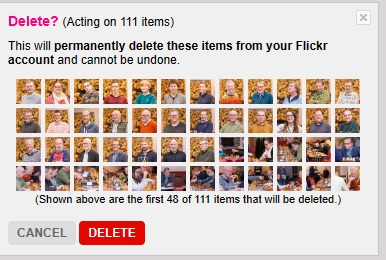 Delete? (Acting on 111 items)
This will permanently delete these items from your Flickr
account and cannot be undone.
(Shown above are the first 48 of 111 items that will be deleted.)
CANCEL DELETE